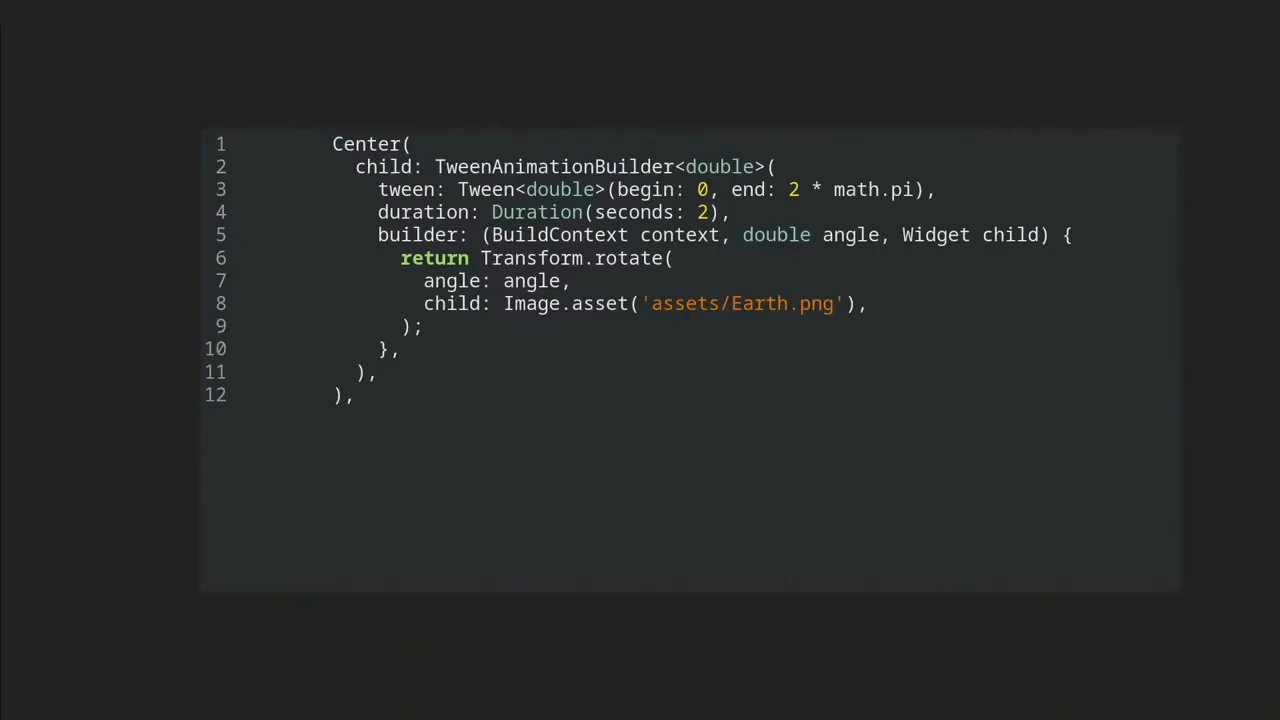 1 Center(
2 child: TweenAnimationBuilder<double>(
3 tween: Tween<double>(begin: 0, end: 2 * math.pi),
4 duration: Duration(seconds: 2),
5 builder: (BuildContext context, double angle, Widget child) {
6 return Transform.rotate(
7 angle: angle,
8 child: Image.asset('assets/Earth.png'),
9 );
10 },
11 ),
12 ),